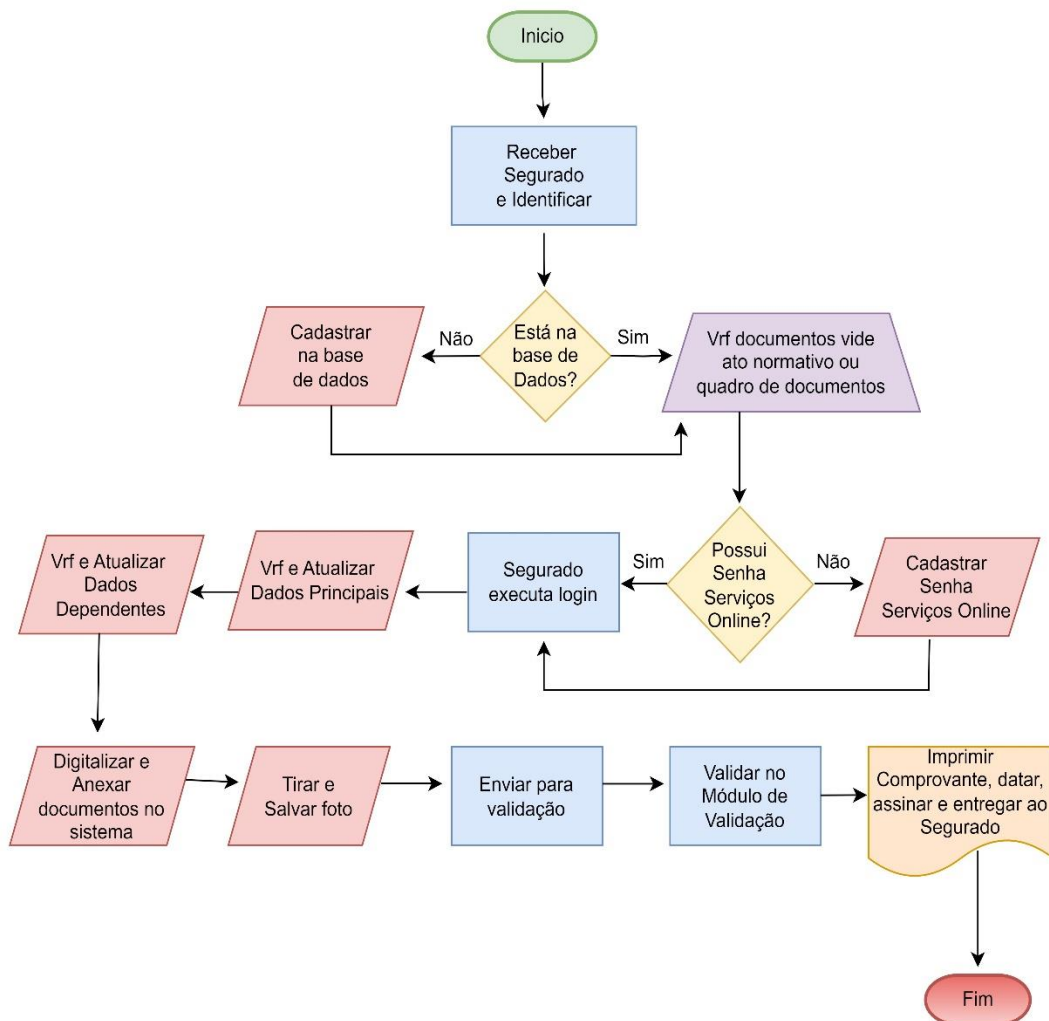 Inicio
Receber
Segurado
e Identificar
Está na
base de
Dados?
Não
Sim
Cadastrar
na base
de dados
Vrf documentos vide
ato normativo ou
quadro de documentos
Possui
Senha
Serviços
Online?
Sim
Não
Cadastrar
Senha
Serviços Online
Segurado
executa login
Vrf e Atualizar
Dados Principais
Vrf e Atualizar
Dados
Dependentes
Digitalizar e
Anexar
documentos no
sistema
Tirar e
Salvar foto
Enviar para
validação
Validar no
Módulo de
Validação
Imprimir
Comprovante, datar,
assinar e entregar ao
Segurado
Fim